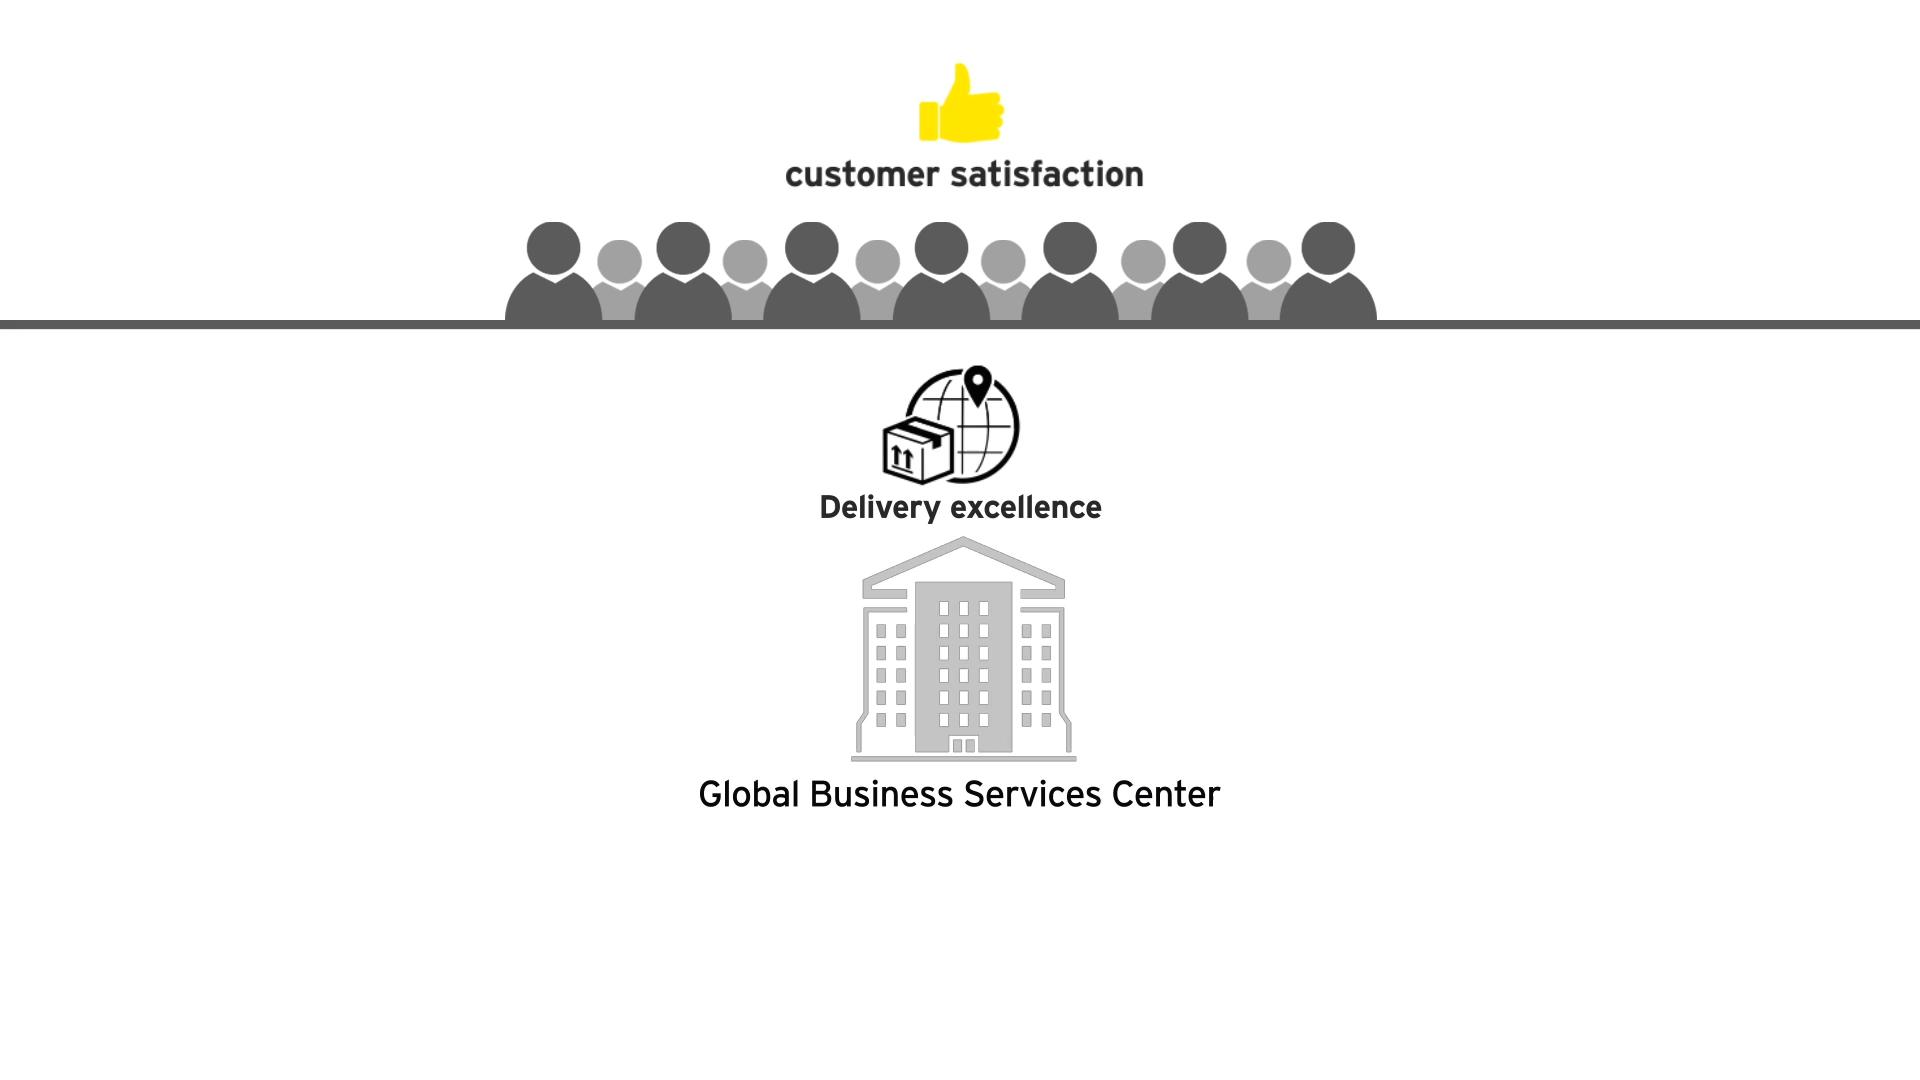 customer satisfaction
Delivery excellence
Global Business Services Center